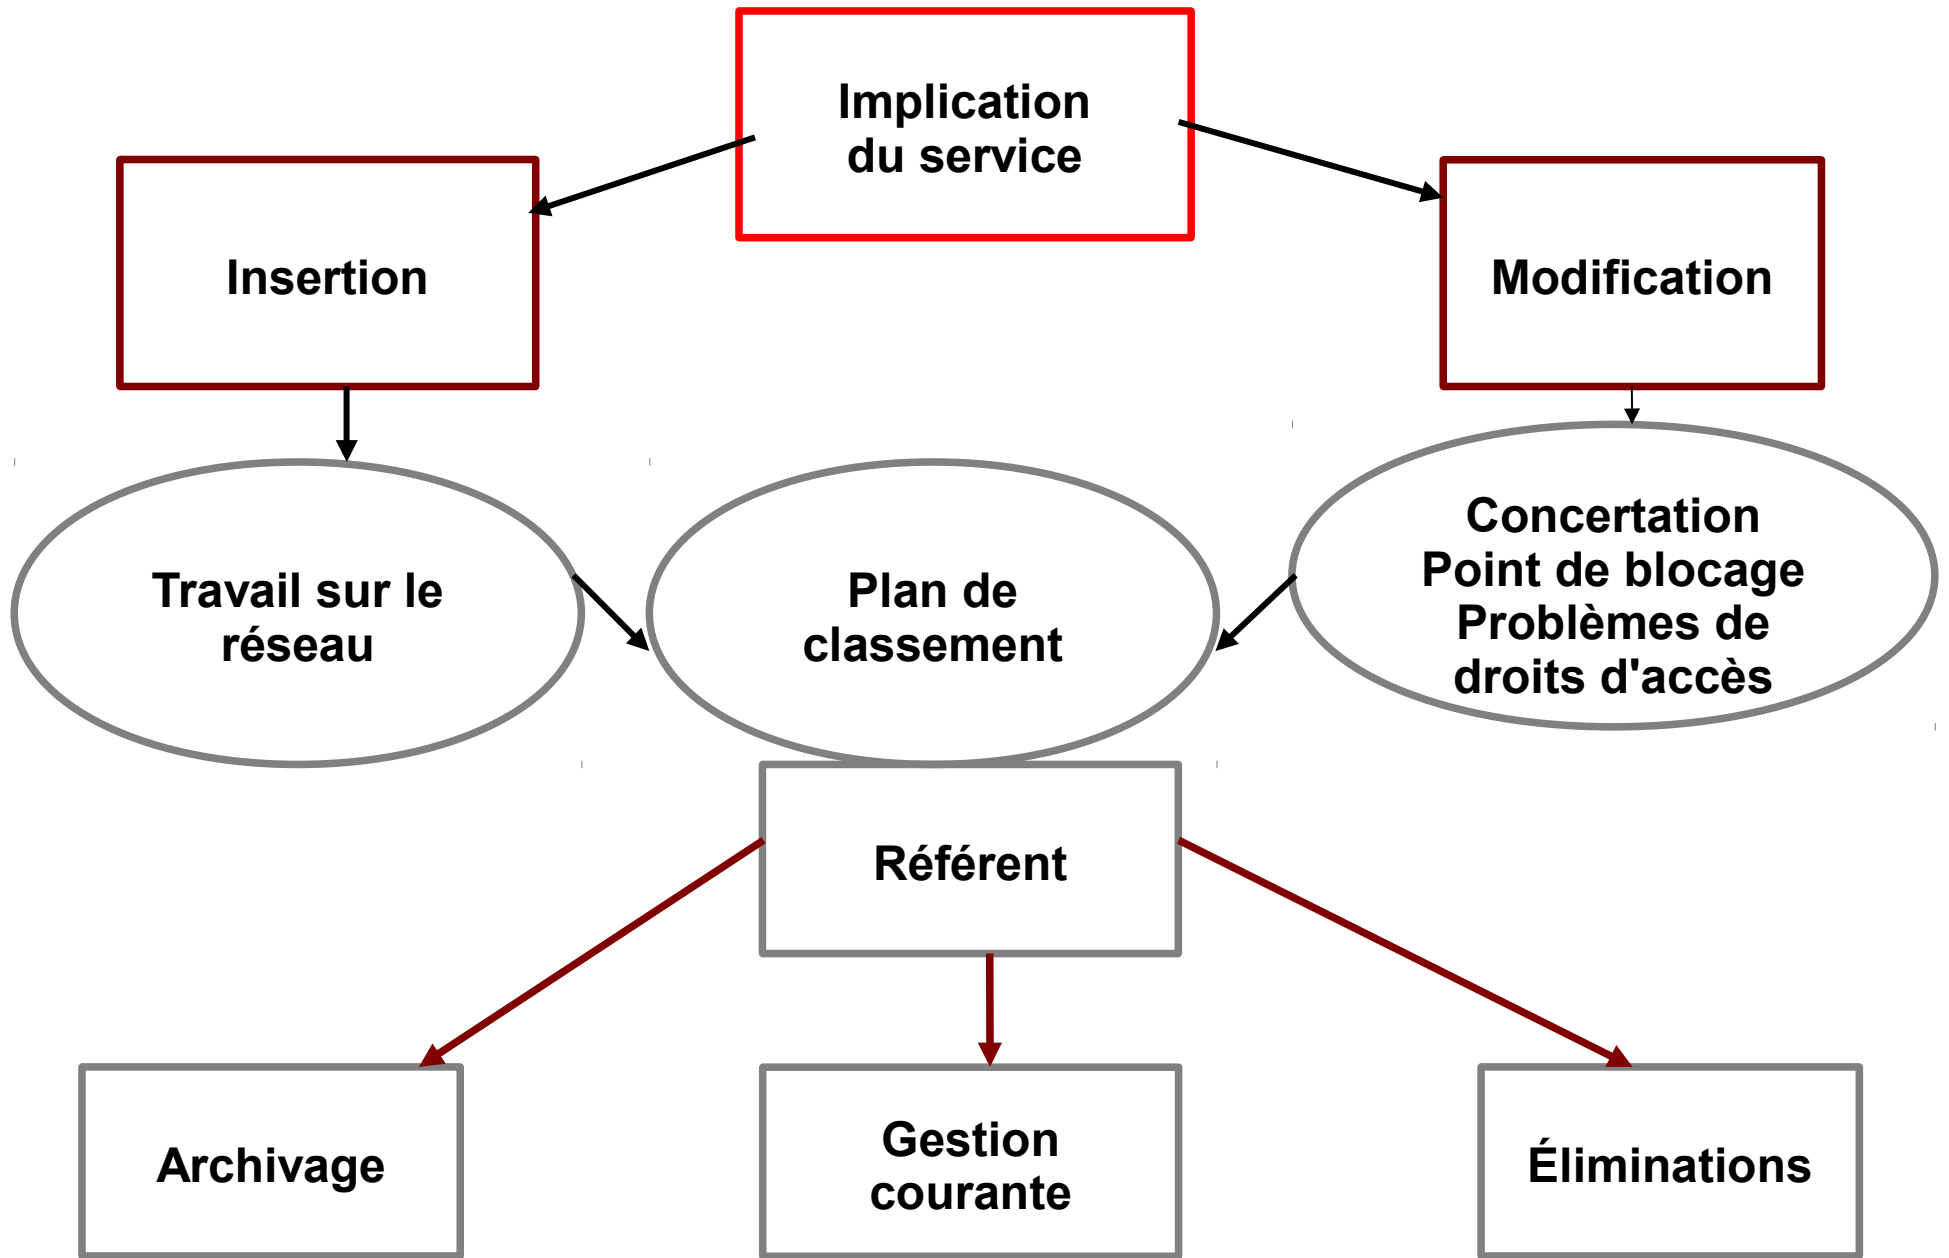 Implication
du service
Insertion
Modification
Travail sur le
réseau
Plan de
classement
Concertation
Point de blocage
Problèmes de
droits d'accès
Référent
Archivage
Gestion
courante
Éliminations